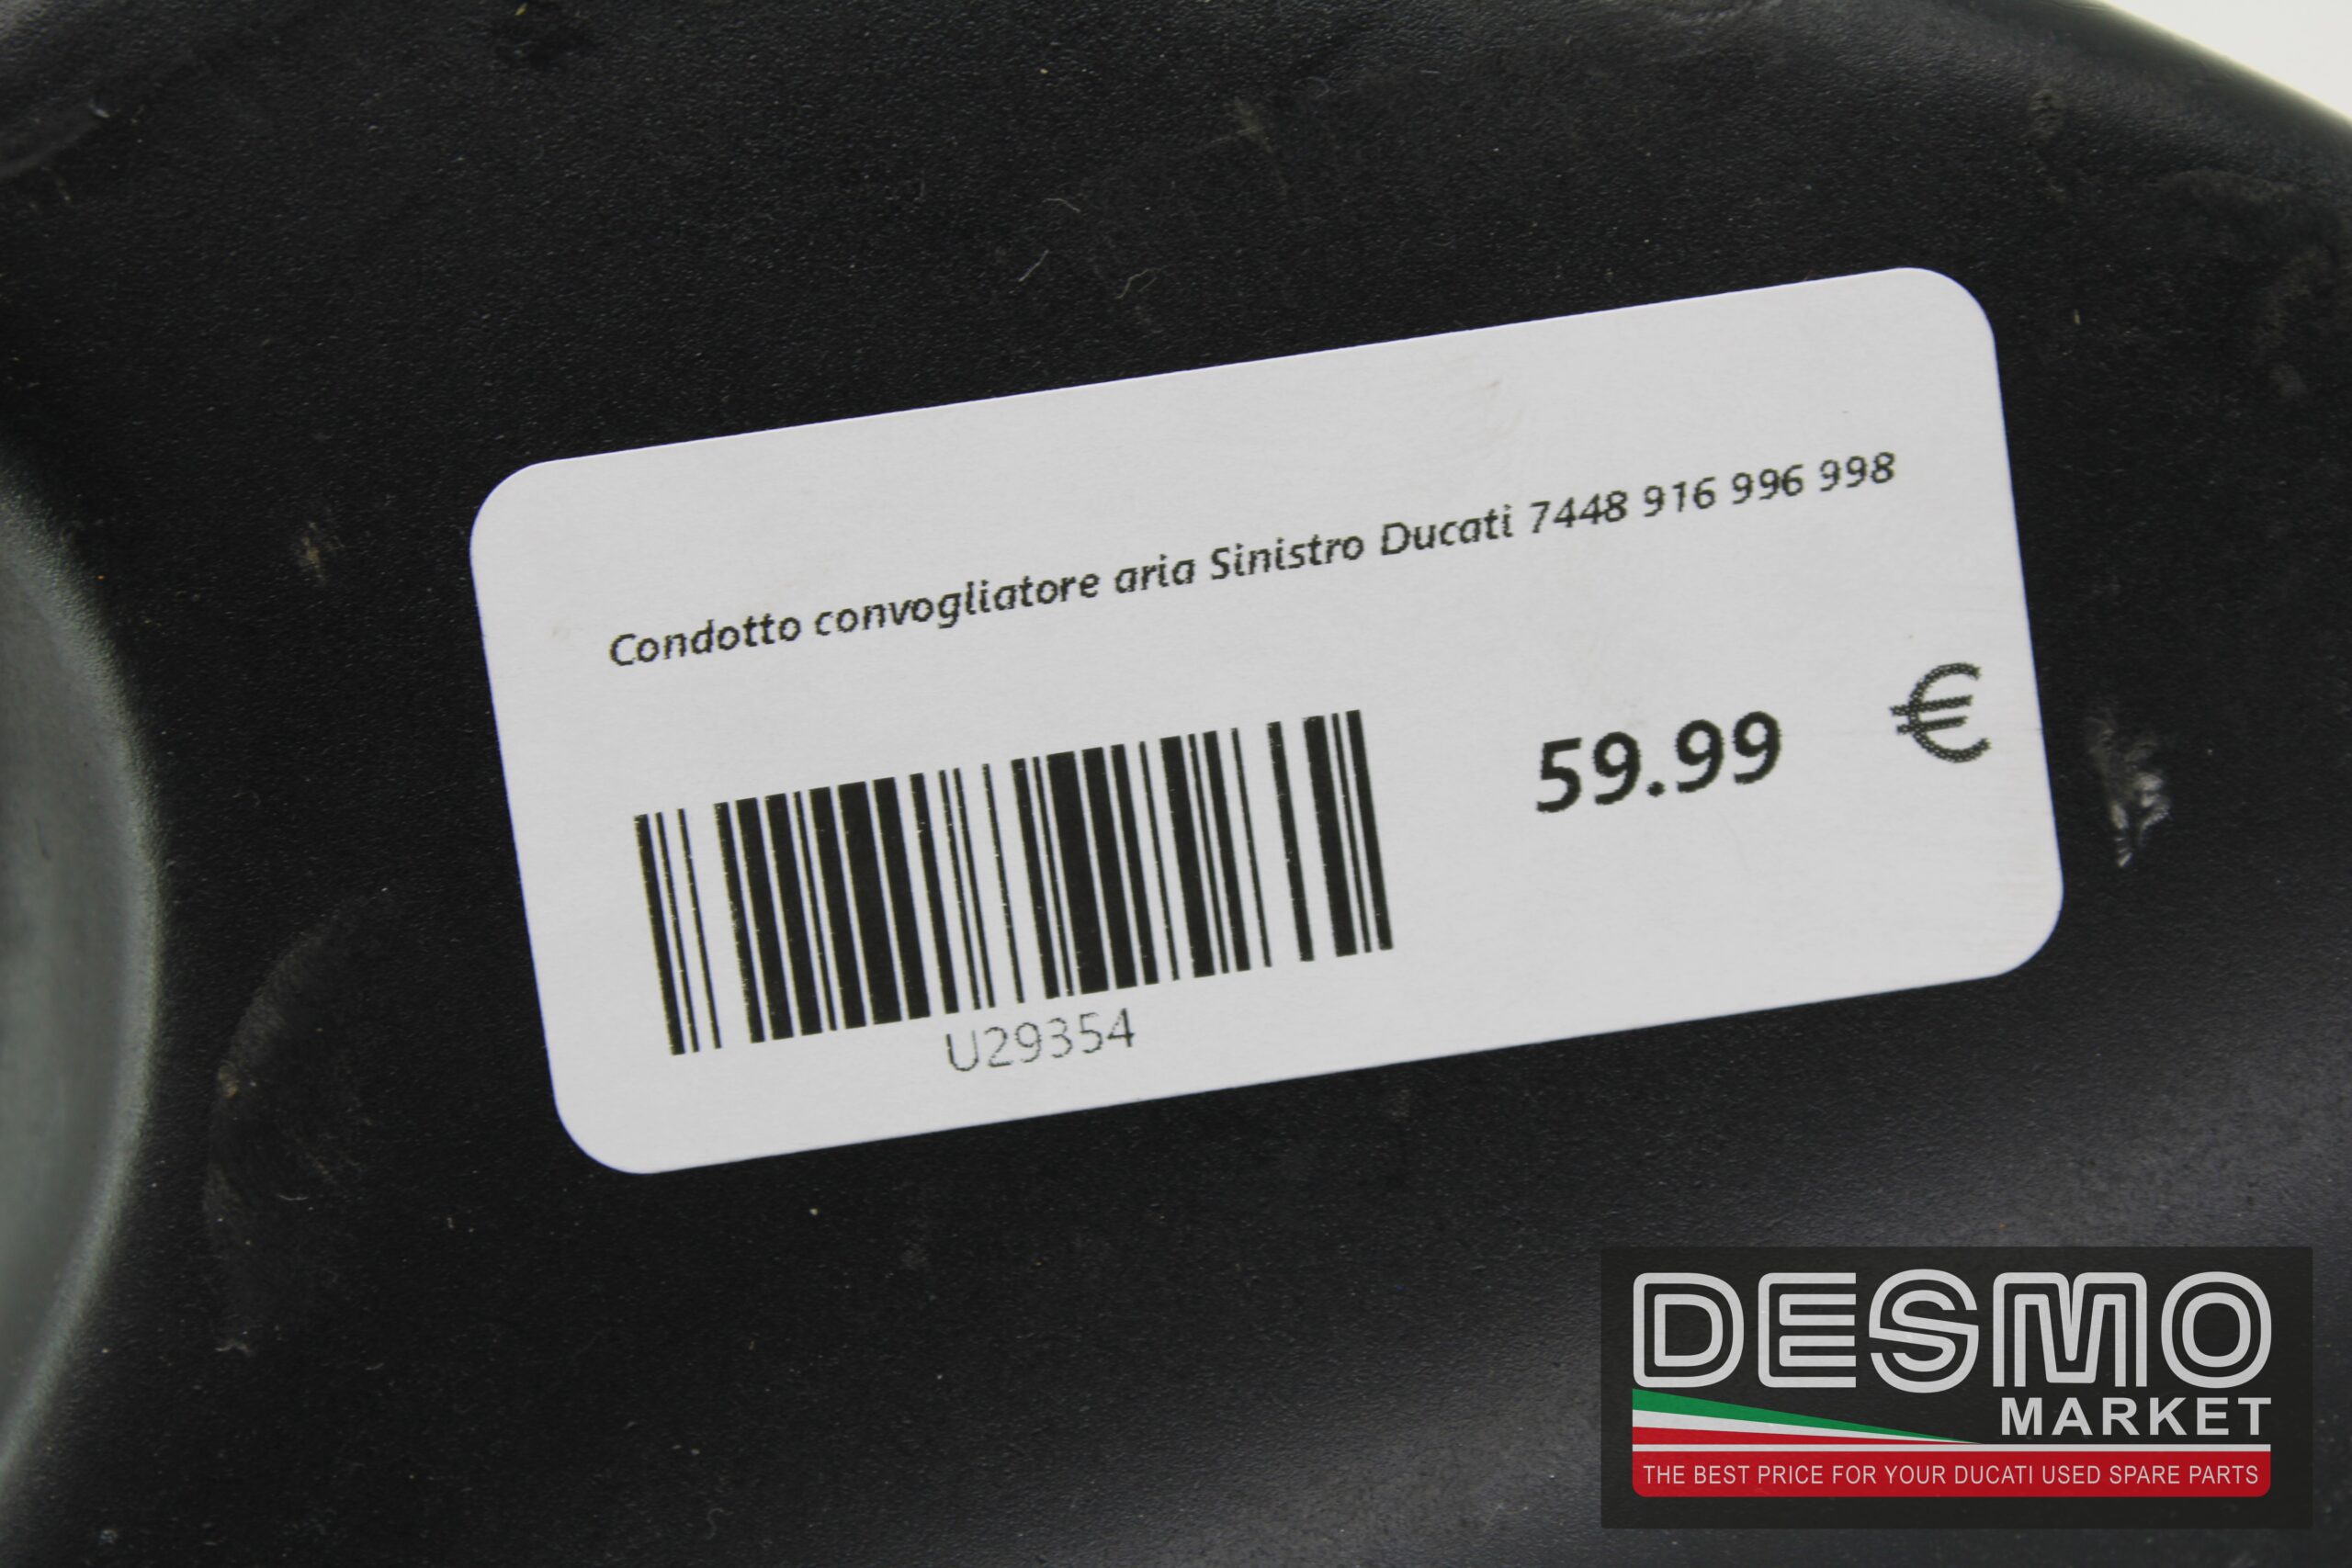 Condotto convogliatore aria Sinistro Ducati 7448 916 996 998
59.99 €
U29354
DESMO
MARKET
THE BEST PRICE FOR YOUR DUCATI USED SPARE PARTS